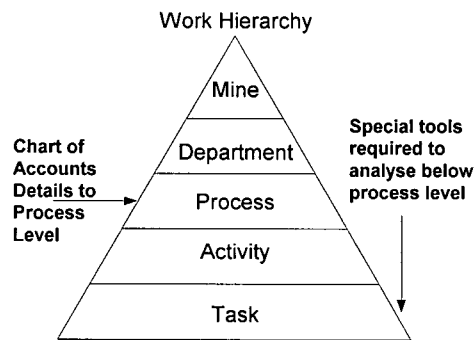 Work Hierarchy
Mine
Department
Process
Activity
Task
Chart of
Accounts
Details to
Process
Level
Special tools
required to
analyse below
process level